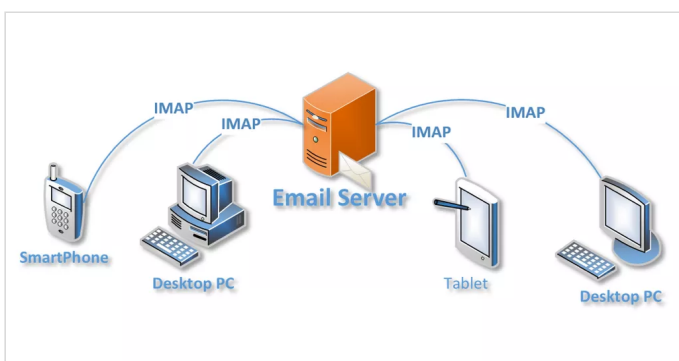 IMAP
IMAP
IMAP
IMAP
Email Server
SmartPhone
Desktop PC
Tablet
Desktop PC